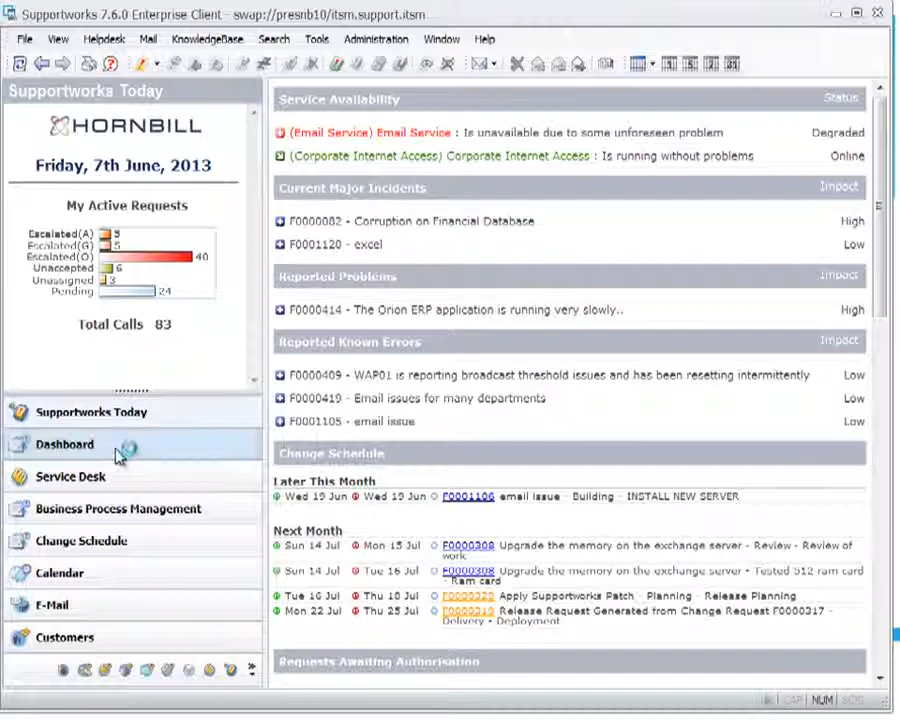 Supportworks 7.6.0 Enterprise Client - swap://presnb10/itsm.support.itsm
File View Helpdesk Mail KnowledgeBase Search Tools Administration Window Help
Supportworks Today
HORNBILL
Friday, 7th June, 2013
My Active Requests
Escalated(A) 5
Escalated(G) 5
Escalated(O) 40
Unaccepted 6
Unassigned 3
Pending 24
Total Calls 83
Supportworks Today
Dashboard
Service Desk
Business Process Management
Change Schedule
Calendar
E-Mail
Customers
Service Availability Status
(Email Service) Email Service : Is unavailable due to some unforeseen problem Degraded
(Corporate Internet Access) Corporate Internet Access : Is running without problems Online
Current Major Incidents Impact
F0000082 - Corruption on Financial Database High
F0001120 - excel Low
Reported Problems Impact
F0000414 - The Orion ERP application is running very slowly.. High
Reported Known Errors Impact
F0000409 - WAP01 is reporting broadcast threshold issues and has been resetting intermittently Low
F0000419 - Email issues for many departments Low
F0001105 - email issue Low
Change Schedule
Later This Month
Wed 19 Jun Wed 19 Jun F0001106 email issue - Building - INSTALL NEW SERVER
Next Month
Sun 14 Jul Mon 15 Jul F0000308 Upgrade the memory on the exchange server - Review - Review of
work
Sun 14 Jul Tue 16 Jul F0000308 Upgrade the memory on the exchange server - Tested 512 ram card
- Ram card
Tue 16 Jul Thu 18 Jul Apply Supportworks Patch - Planning - Release Planning
Mon 22 Jul Thu 25 Jul F0000319 Release Request Generated from Change Request F0000317 -
Delivery - Deployment
Requests Awaiting Authorisation
CAP NUM